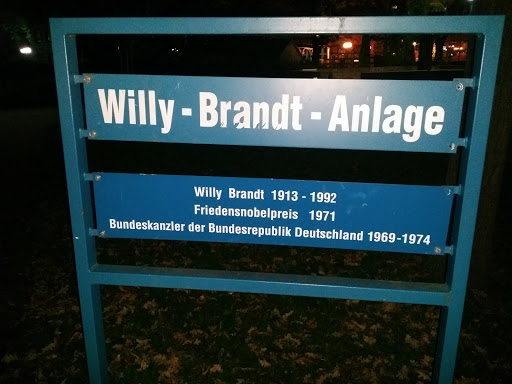 Willy - Brandt - Anlage
Willy Brandt 1913 - 1992
Friedensnobelpreis 1971
Bundeskanzler der Bundesrepublik Deutschland 1969-1974